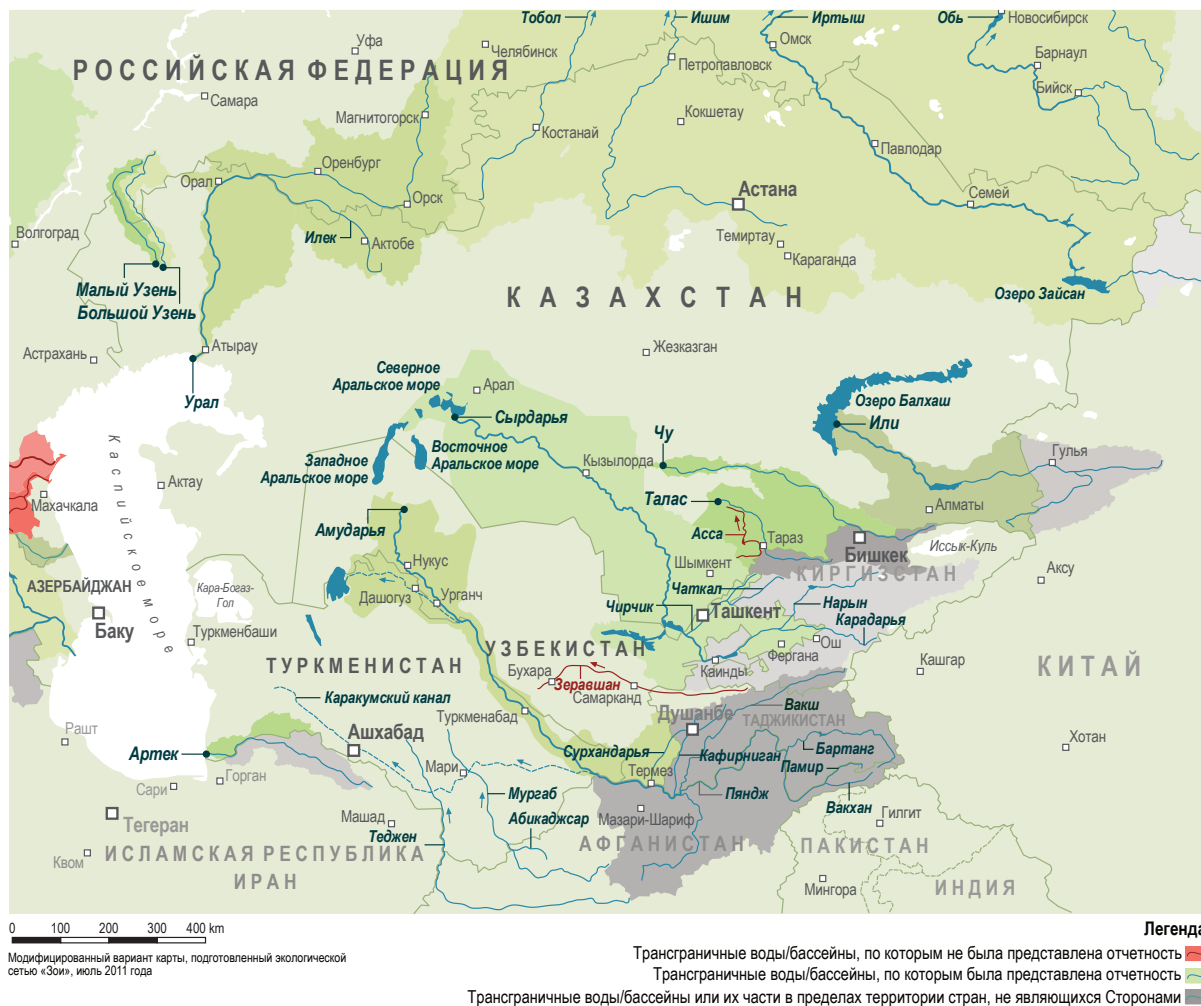 Тобол
Ишим
Иртыш
Обь
Новосибирск
Уфа
Челябинск
Омск
Петропавловск
Барнаул
РОССИЙСКАЯ ФЕДЕРАЦИЯ
Бийск
Самара
Магнитогорск
Кокшетау
Костанай
Павлодар
Оренбург
Орал
Астана
Орск
Семей
Волгоград
Илек
Актобе
Темиртау
Караганда
Малый Узень
Большой Узень
КАЗАХСТАН
Озеро Зайсан
Атырау
Астрахань
Жезказган
Северное
Аральское море
Арал
Урал
Озеро Балхаш
Сырдарья
Или
Чу
Каспийское море
Западное
Аральское море
Восточное
Аральское море
Кызылорда
Гулья
Актау
Махачкала
Талас
Алматы
Амударья
Асса
Тараз
Бишкек
Иссык-Куль
Шымкент
КИРГИЗСТАН
Нукус
Аксу
АЗЕРБАЙДЖАН
Кара-Богаз-
Гол
Дашогуз
Урганч
Чаткал
Баку
Чирчик
Ташкент
Нарын
Карадарья
Туркменбаши
УЗБЕКИСТАН
Фергана
Ош
ТУРКМЕНИСТАН
Бухара
Зеравшан
Самарканд
Каинды
Кашгар
КИТАЙ
Каракумский канал
Туркменабад
Душанбе
Вакш
ТАДЖИКИСТАН
Рашт
Ашхабад
Артек
Сурхандарья
Кафирниган
Бартанг
Хотан
Мари
Термез
Памир
Горган
Сари
Мургаб
Пяндж
Вакхан
Тегеран
Машад
Абикаджсар
Мазари-Шариф
Гилгит
Теджен
АФГАНИСТАН
ПАКИСТАН
Квом
ИСЛАМСКАЯ РЕСПУБЛИКА
ИРАН
Мингора
ИНДИЯ
0 100 200 300 400 km
Модифицированный вариант карты, подготовленный экологической
сетью «Зои», июль 2011 года
Легенда
Трансграничные воды/бассейны, по которым не была представлена отчетность
Трансграничные воды/бассейны, по которым была представлена отчетность
Трансграничные воды/бассейны или их части в пределах территории стран, не являющихся Сторонами